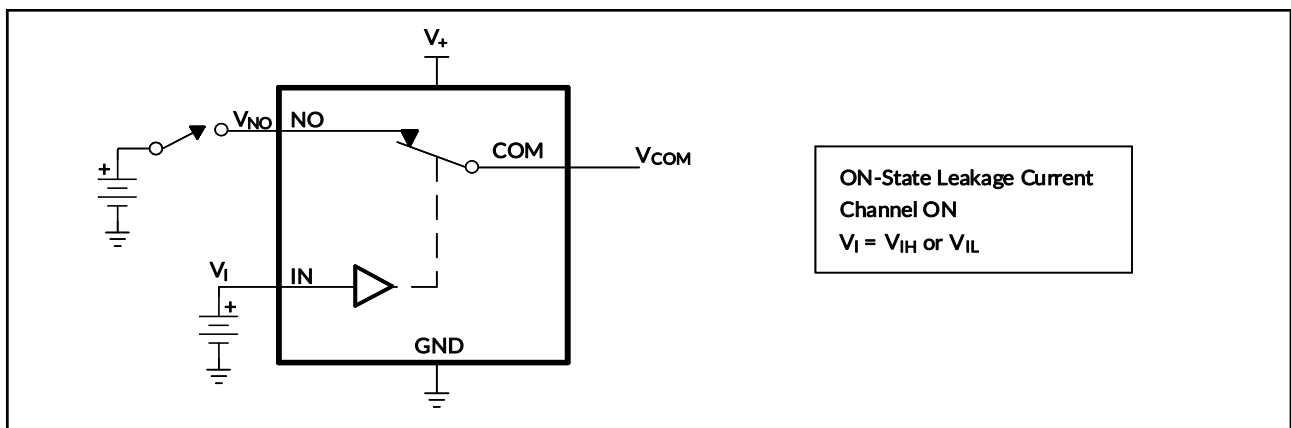 V+
VNO NO
COM
VCOM
+
VI
IN
+
GND
ON-State Leakage Current
Channel ON
VI = VIH or VIL